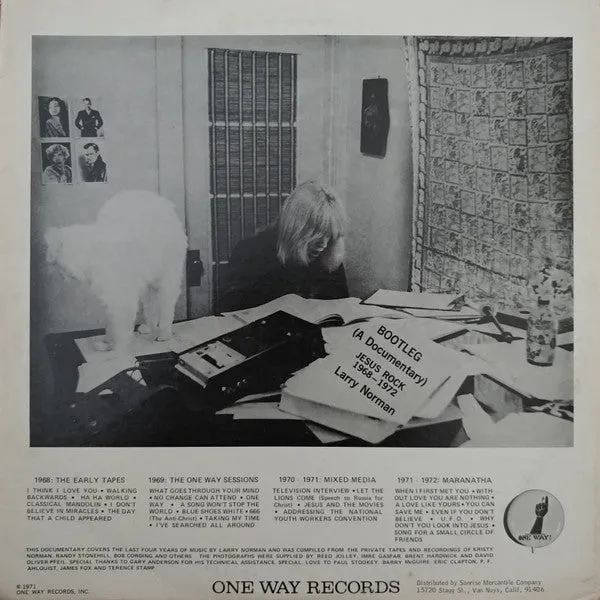 BOOTLEG
(A Documentary)
JESUS ROCK
1968-1972
Larry Norman
1968: THE EARLY TAPES
I THINK I LOVE YOU • WALKING
BACKWARDS • HA HA WORLD •
CLASSICAL MANDOLIN • I DON'T
BELIEVE IN MIRACLES • THE DAY
THAT A CHILD APPEARED
1969: THE ONE WAY SESSIONS
WHAT GOES THROUGH YOUR MIND
• NO CHANGE CAN ATTEND • ONE
WAY • A SONG WON'T STOP THE
WORLD • BLUE SHOES WHITE • 666
(The Anti-Christ) • TAKING MY TIME
• I'VE SEARCHED ALL AROUND
1970 - 1971: MIXED MEDIA
TELEVISION INTERVIEW • LET THE
LIONS COME (Speech to Russia for
Christ) • JESUS AND THE MOVIES
• ADDRESSING THE NATIONAL
YOUTH WORKERS CONVENTION
1971 - 1972: MARANATHA
WHEN I FIRST MET YOU • WITH
OUT LOVE YOU ARE NOTHING •
A LOVE LIKE YOURS • YOU CAN
SAVE ME • EVEN IF YOU DON'T
BELIEVE • U.F.O. • WHY
DON'T YOU LOOK INTO JESUS •
SONG FOR A SMALL CIRCLE OF
FRIENDS
ONE WAY!
THIS DOCUMENTARY COVERS THE LAST FOUR YEARS OF MUSIC BY LARRY NORMAN AND WAS COMPILED FROM THE PRIVATE TAPES AND RECORDINGS OF KRISTY
NORMAN, RANDY STONEHILL, BOB CORDING AND OTHERS THE PHOTOGRAPHS WERE SUPPLIED BY REED JOLLEY, IMRE GASPAR, BRENT HARDWICK AND DAVID
OLIVER PFEIL. SPECIAL THANKS TO GARY ANDERSON FOR HIS TECHNICAL ASSISTANCE. SPECIAL LOVE TO PAUL STOOKEY, BARRY McGUIRE, ERIC CLAPTON, P. F.
AHLQUIST, JAMES FOX AND TERENCE STAMP
© 1971
ONE WAY RECORDS, INC.
ONE WAY RECORDS
Distributed by Sunrise Mercantile Company
15720 Stagg St., Van Nuys, Calif. 91406